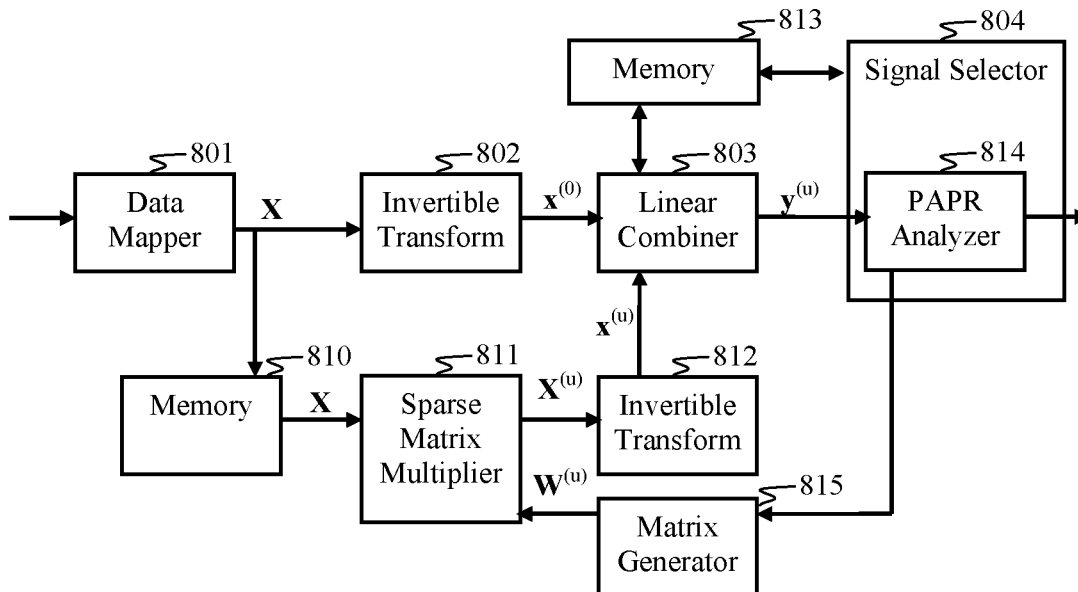 813
Memory
804
Signal Selector
801
Data
Mapper
X
802
Invertible
Transform
x(0)
803
Linear
Combiner
y(u)
814
PAPR
Analyzer
x(u)
810
Memory
X
811
Sparse
Matrix
Multiplier
X(u)
812
Invertible
Transform
W(u)
815
Matrix
Generator